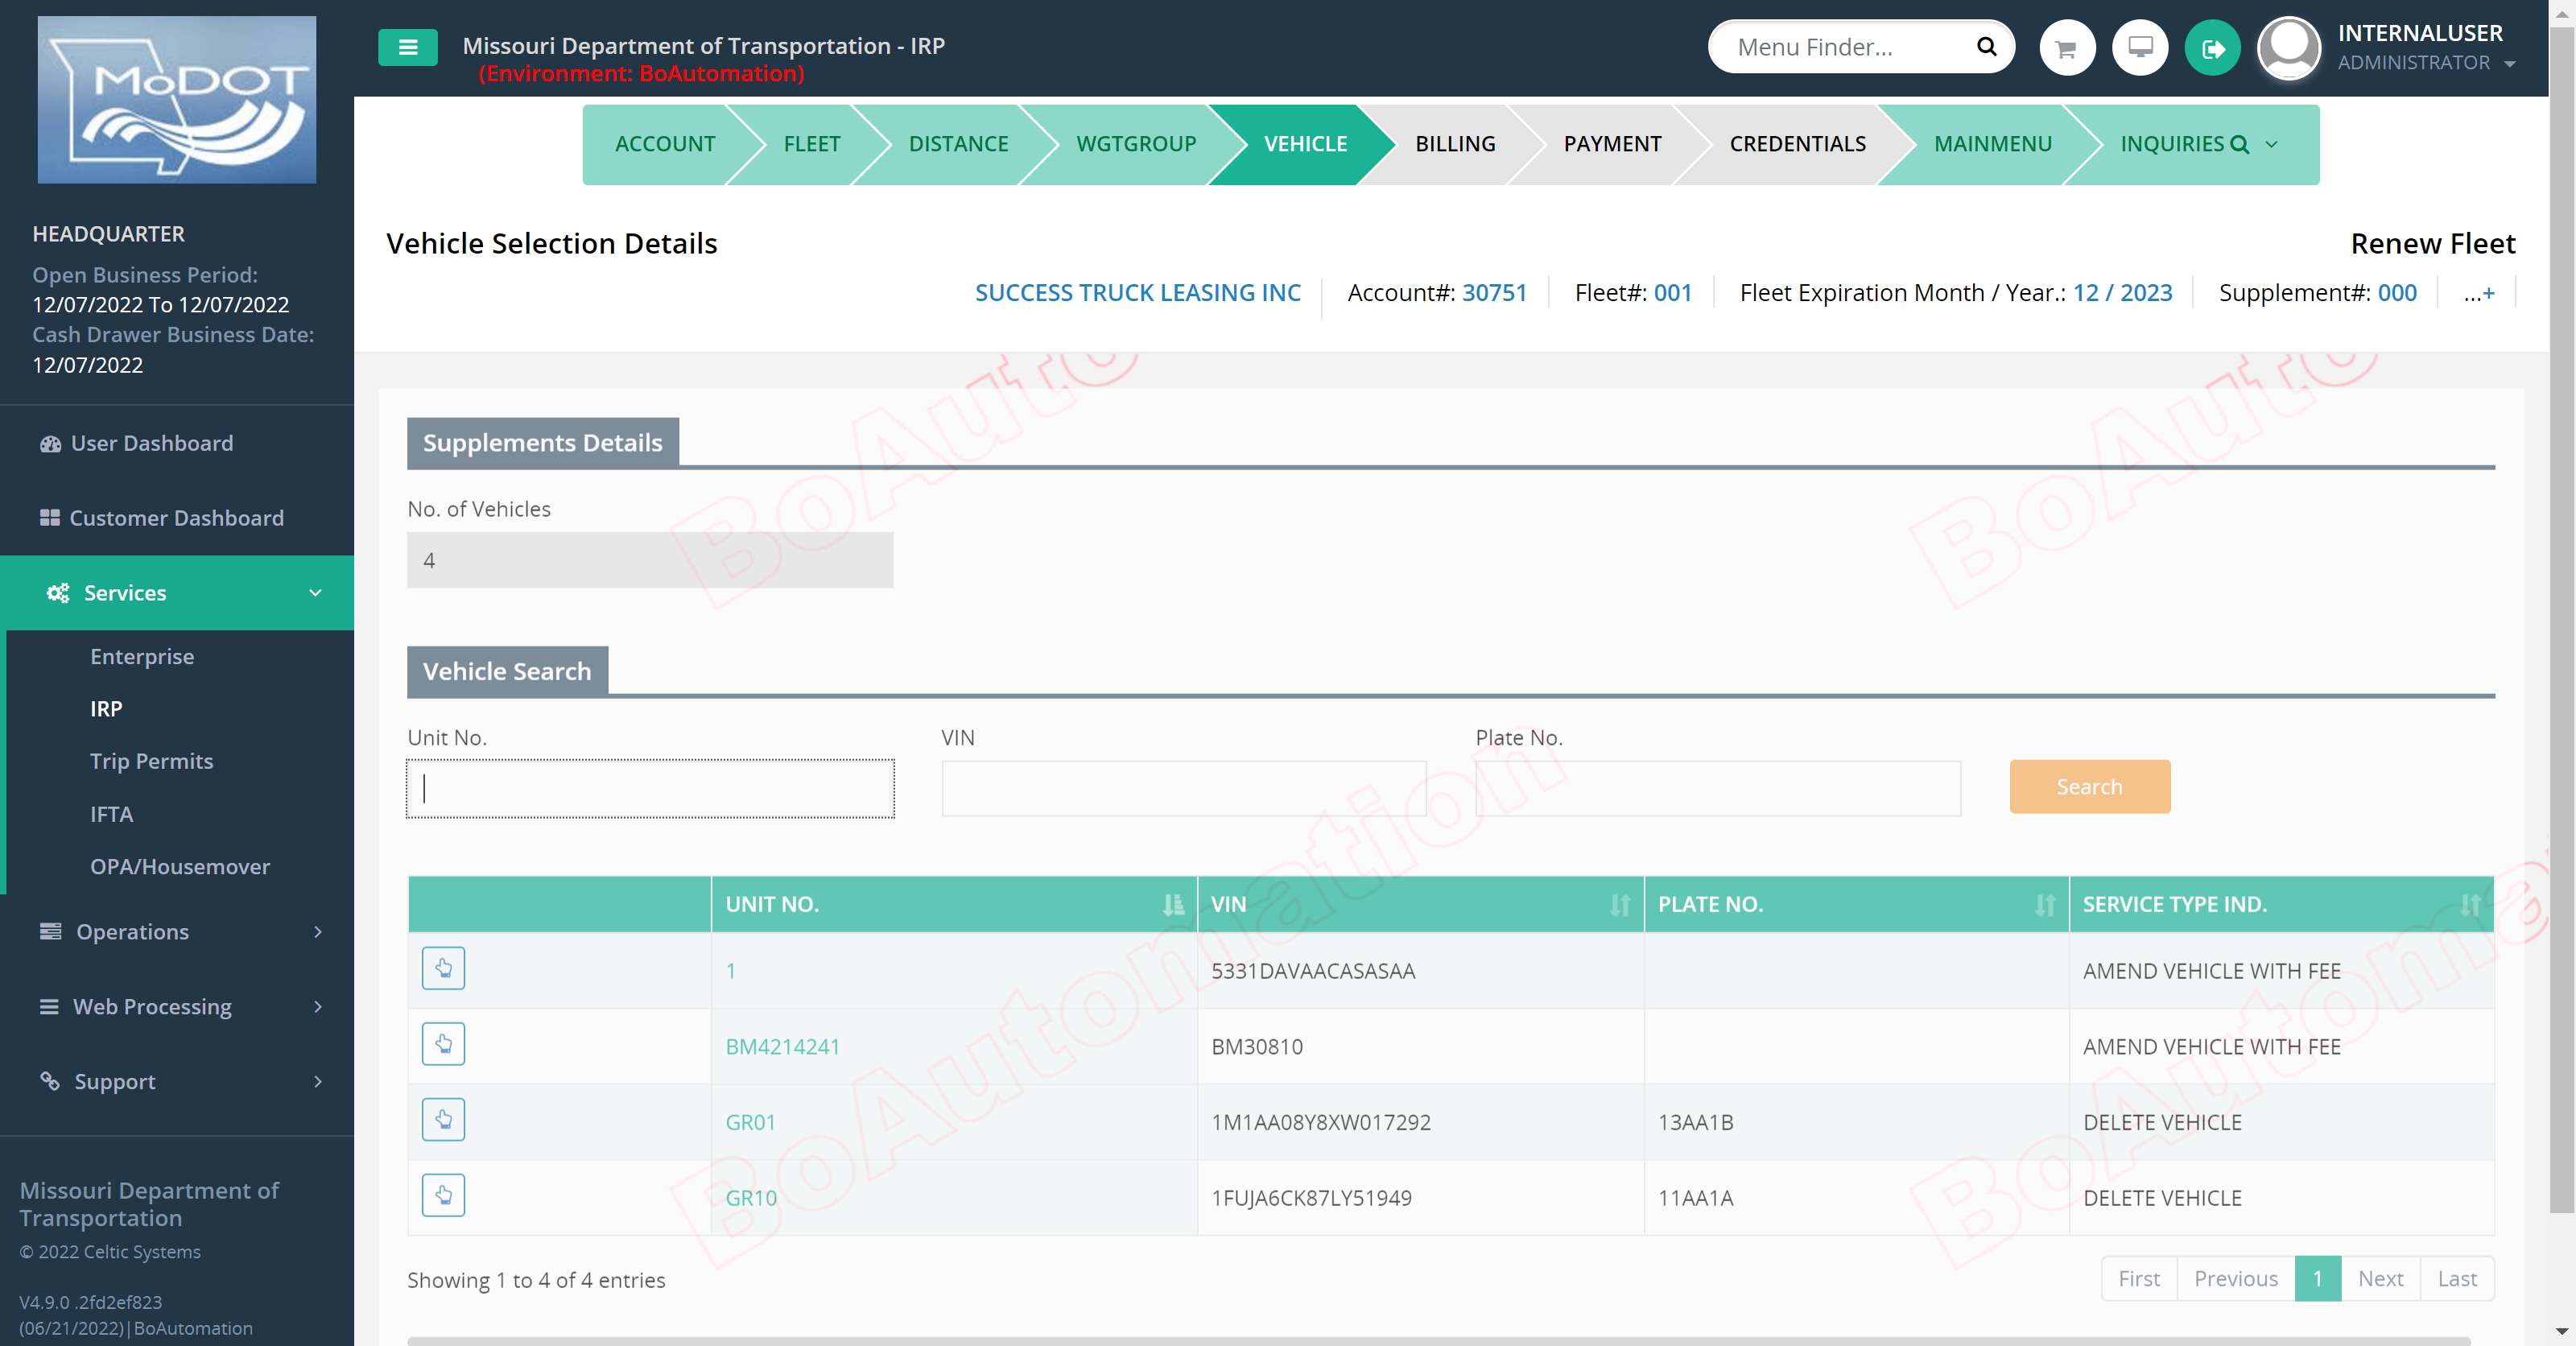 MoDOT
Missouri Department of Transportation - IRP
(Environment: BoAutomation)
Menu Finder...
INTERNALUSER
ADMINISTRATOR
HEADQUARTER
Open Business Period:
12/07/2022 To 12/07/2022
Cash Drawer Business Date:
12/07/2022
User Dashboard
Customer Dashboard
Services
Enterprise
IRP
Trip Permits
IFTA
OPA/Housemover
Operations
Web Processing
Support
Missouri Department of
Transportation
© 2022 Celtic Systems
V4.9.0 .2fd2ef823
(06/21/2022)|BoAutomation
ACCOUNT FLEET DISTANCE WGTGROUP VEHICLE BILLING PAYMENT CREDENTIALS MAINMENU INQUIRIES
Vehicle Selection Details
Renew Fleet
SUCCESS TRUCK LEASING INC Account#: 30751 Fleet#: 001 Fleet Expiration Month / Year.: 12 / 2023 Supplement#: 000 ...+
Supplements Details
No. of Vehicles
4
Vehicle Search
Unit No. VIN Plate No.
Search
UNIT NO. VIN PLATE NO. SERVICE TYPE IND.
1 5331DAVAACASASAA AMEND VEHICLE WITH FEE
BM4214241 BM30810 AMEND VEHICLE WITH FEE
GR01 1M1AA08Y8XW017292 13AA1B DELETE VEHICLE
GR10 1FUJA6CK87LY51949 11AA1A DELETE VEHICLE
Showing 1 to 4 of 4 entries
First Previous 1 Next Last
BoAuto
BoAuto
BoAutomation
BoAutoma